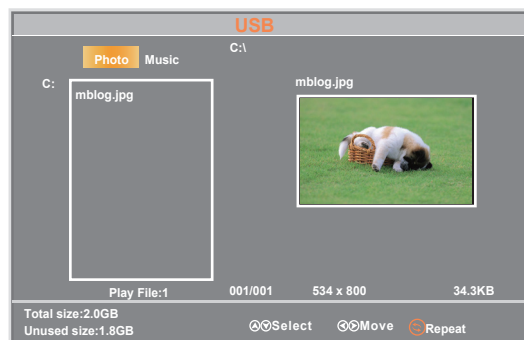 USB
Photo Music
C:\
C:
mblog.jpg
mblog.jpg
Play File:1 001/001 534 x 800 34.3KB
Total size:2.0GB
Unused size:1.8GB
Select Move Repeat